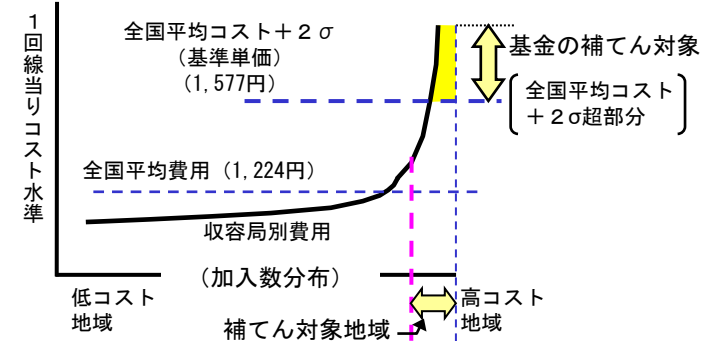 1回線当りコスト水準
全国平均コスト＋２σ
（基準単価）
（1,577円）
基金の補てん対象
全国平均コスト
＋２σ超部分
全国平均費用（1,224円）
収容局別費用
（加入数分布）
低コスト
地域
高コスト
地域
補てん対象地域